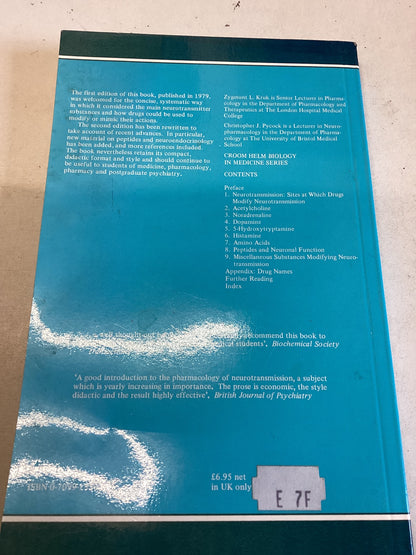 The first edition of this book, published in 1979,
was welcomed for the concise, systematic way
in which it considered the main neurotransmitter
substances and how drugs could be used to
modify or mimic their actions.
The second edition has been rewritten to
take account of recent advances. In particular,
new material on peptides and neuroendocrinology
has been added, and more references included.
The book nevertheless retains its compact,
didactic format and style and should continue to
be useful to students of medicine, pharmacology,
pharmacy and postgraduate psychiatry.
Zygmunt L. Kruk is Senior Lecturer in Pharma-
cology in the Department of Pharmacology and
Therapeutics at The London Hospital Medical
College
Christopher J. Pycock is a Lecturer in Neuro-
pharmacology in the Department of Pharma-
cology at The University of Bristol Medical
School
CROOM HELM BIOLOGY
IN MEDICINE SERIES
CONTENTS
Preface
1. Neurotransmission: Sites at Which Drugs
Modify Neurotransmission
2. Acetylcholine
3. Noradrenaline
4. Dopamine
5. 5-Hydroxytryptamine
6. Histamine
7. Amino Acids
8. Peptides and Neuronal Function
9. Miscellaneous Substances Modifying Neuro-
transmission
Appendix: Drug Names
Further Reading
Index
thought-out recommend this book to
students', Biochemical Society
'A good introduction to the pharmacology of neurotransmission, a subject
which is yearly increasing in importance. The prose is economic, the style
didactic and the result highly effective', British Journal of Psychiatry
ISBN
£6.95 net
in UK only
E 7F